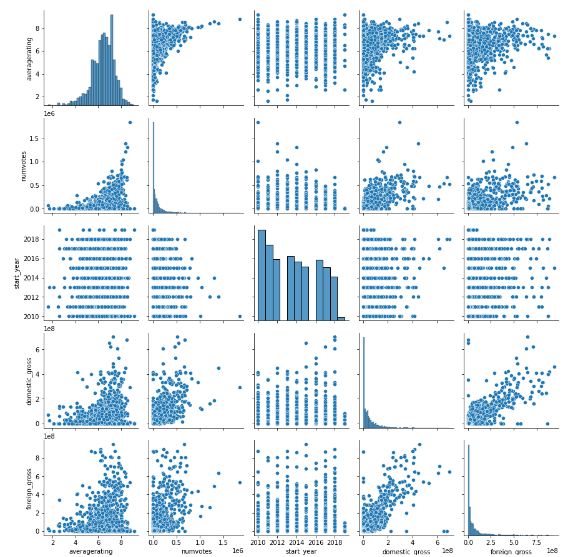 averagerating
8
6
4
2
1e6
numvotes
1.5
1.0
0.5
0.0
start_year
2018
2016
2014
2012
2010
1e8
domestic_gross
6
4
2
0
1e8
foreign_gross
8
6
4
2
0
2 4 6 8 0.0 0.5 1.0 1.5 2010 2012 2014 2016 2018 0 2 4 6 0.0 2.5 5.0 7.5
1e6 1e8 1e8
averagerating numvotes start_year domestic_gross foreign_gross